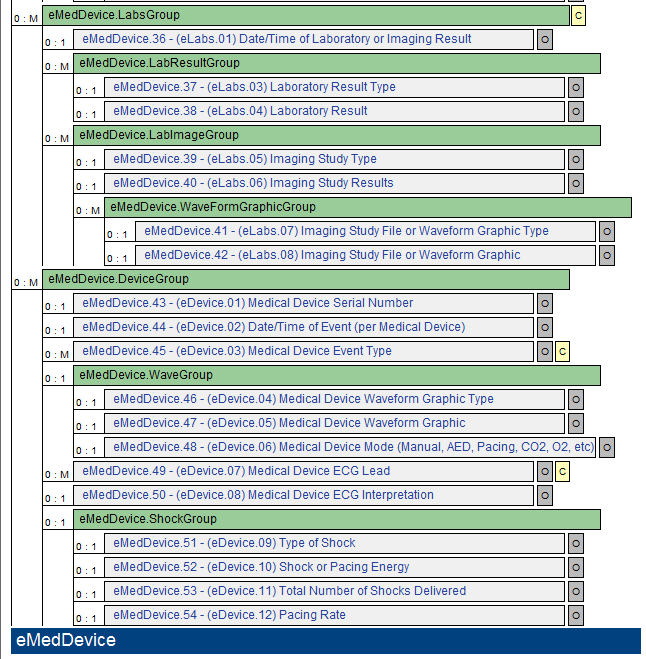 0 : M eMedDevice.LabsGroup C
0 : 1 eMedDevice.36 - (eLabs.01) Date/Time of Laboratory or Imaging Result O
0 : M eMedDevice.LabResultGroup
0 : 1 eMedDevice.37 - (eLabs.03) Laboratory Result Type O
0 : 1 eMedDevice.38 - (eLabs.04) Laboratory Result O
0 : M eMedDevice.LabImageGroup
0 : 1 eMedDevice.39 - (eLabs.05) Imaging Study Type O
0 : 1 eMedDevice.40 - (eLabs.06) Imaging Study Results O
0 : M eMedDevice.WaveFormGraphicGroup
0 : 1 eMedDevice.41 - (eLabs.07) Imaging Study File or Waveform Graphic Type O
0 : 1 eMedDevice.42 - (eLabs.08) Imaging Study File or Waveform Graphic O
0 : M eMedDevice.DeviceGroup
0 : 1 eMedDevice.43 - (eDevice.01) Medical Device Serial Number O
0 : 1 eMedDevice.44 - (eDevice.02) Date/Time of Event (per Medical Device) O
0 : M eMedDevice.45 - (eDevice.03) Medical Device Event Type O C
0 : 1 eMedDevice.WaveGroup
0 : 1 eMedDevice.46 - (eDevice.04) Medical Device Waveform Graphic Type O
0 : 1 eMedDevice.47 - (eDevice.05) Medical Device Waveform Graphic O
0 : 1 eMedDevice.48 - (eDevice.06) Medical Device Mode (Manual, AED, Pacing, CO2, O2, etc) O
0 : M eMedDevice.49 - (eDevice.07) Medical Device ECG Lead O C
0 : 1 eMedDevice.50 - (eDevice.08) Medical Device ECG Interpretation O
0 : 1 eMedDevice.ShockGroup
0 : 1 eMedDevice.51 - (eDevice.09) Type of Shock O
0 : 1 eMedDevice.52 - (eDevice.10) Shock or Pacing Energy O
0 : 1 eMedDevice.53 - (eDevice.11) Total Number of Shocks Delivered O
0 : 1 eMedDevice.54 - (eDevice.12) Pacing Rate O
eMedDevice